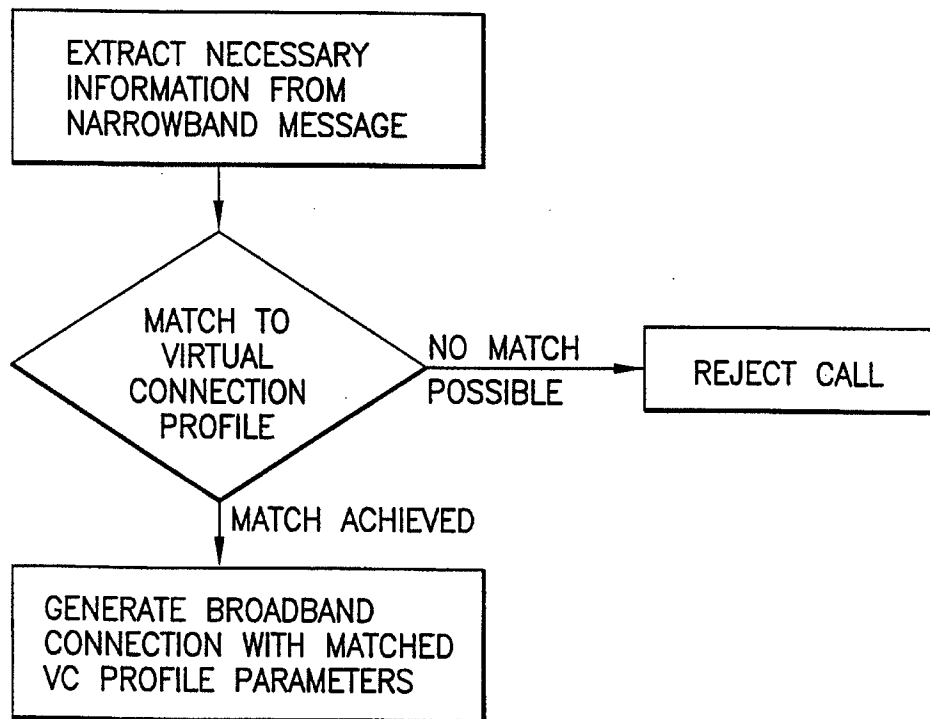 EXTRACT NECESSARY
INFORMATION FROM
NARROWBAND MESSAGE
MATCH TO
VIRTUAL
CONNECTION
PROFILE
NO MATCH
POSSIBLE
REJECT CALL
MATCH ACHIEVED
GENERATE BROADBAND
CONNECTION WITH MATCHED
VC PROFILE PARAMETERS